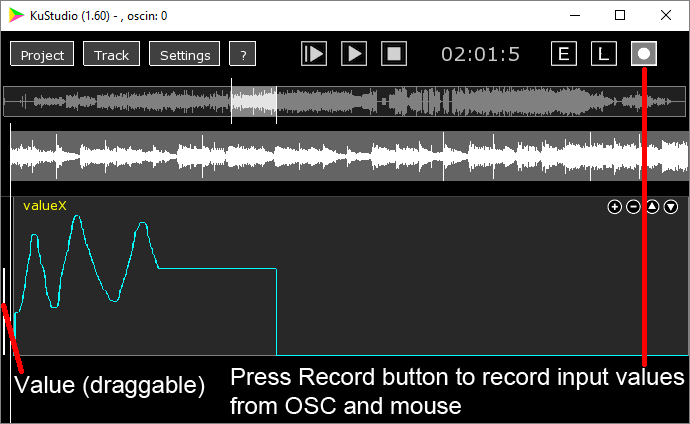 KuStudio (1.60) - , oscin: 0
Project Track Settings ? 02:01:5 E L
valueX
Value (draggable)
Press Record button to record input values
from OSC and mouse